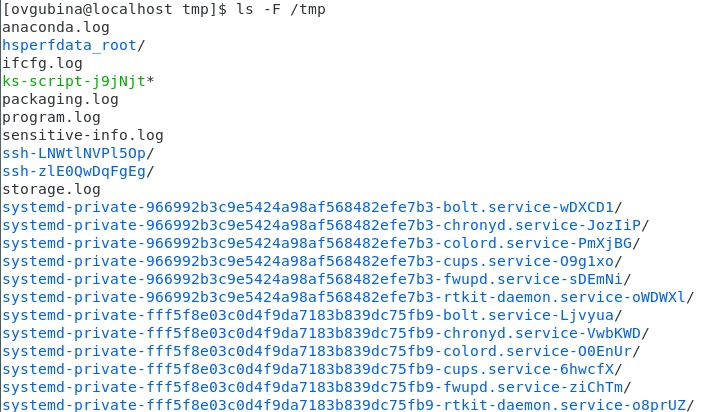 [ovgubina@localhost tmp]$ ls -F /tmp
anaconda.log
hsperfdata_root/
ifcfg.log
ks-script-j9jNjt*
packaging.log
program.log
sensitive-info.log
ssh-LNWtlNVPl5Op/
ssh-zlE0QwDqFgEg/
storage.log
systemd-private-966992b3c9e5424a98af568482efe7b3-bolt.service-wDXCD1/
systemd-private-966992b3c9e5424a98af568482efe7b3-chronyd.service-JozIiP/
systemd-private-966992b3c9e5424a98af568482efe7b3-colord.service-PmXjBG/
systemd-private-966992b3c9e5424a98af568482efe7b3-cups.service-O9g1xo/
systemd-private-966992b3c9e5424a98af568482efe7b3-fwupd.service-sDEmNi/
systemd-private-966992b3c9e5424a98af568482efe7b3-rtkit-daemon.service-oWDWXl/
systemd-private-fff5f8e03c0d4f9da7183b839dc75fb9-bolt.service-Ljvyua/
systemd-private-fff5f8e03c0d4f9da7183b839dc75fb9-chronyd.service-VwbKWD/
systemd-private-fff5f8e03c0d4f9da7183b839dc75fb9-colord.service-O0EnUr/
systemd-private-fff5f8e03c0d4f9da7183b839dc75fb9-cups.service-6hwcfX/
systemd-private-fff5f8e03c0d4f9da7183b839dc75fb9-fwupd.service-ziChTm/
systemd-private-fff5f8e03c0d4f9da7183b839dc75fb9-rtkit-daemon.service-o8prUZ/